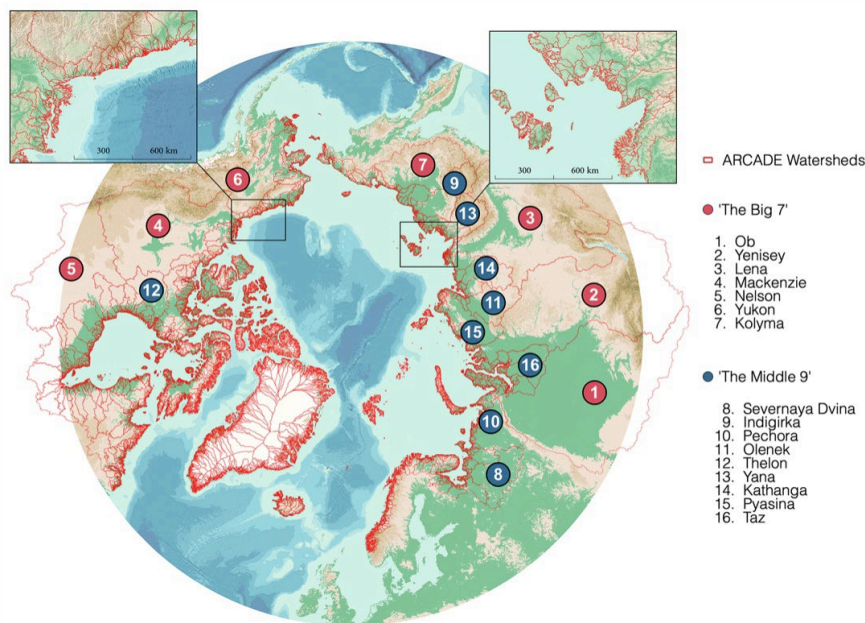 300
600 km
300
600 km
7
9
6
13
3
4
5
12
14
2
11
15
16
1
10
8
ARCADE Watersheds
'The Big 7'
1. Ob
2. Yenisey
3. Lena
4. Mackenzie
5. Nelson
6. Yukon
7. Kolyma
'The Middle 9'
8. Severnaya Dvina
9. Indigirka
10. Pechora
11. Olenek
12. Thelon
13. Yana
14. Kathanga
15. Pyasina
16. Taz